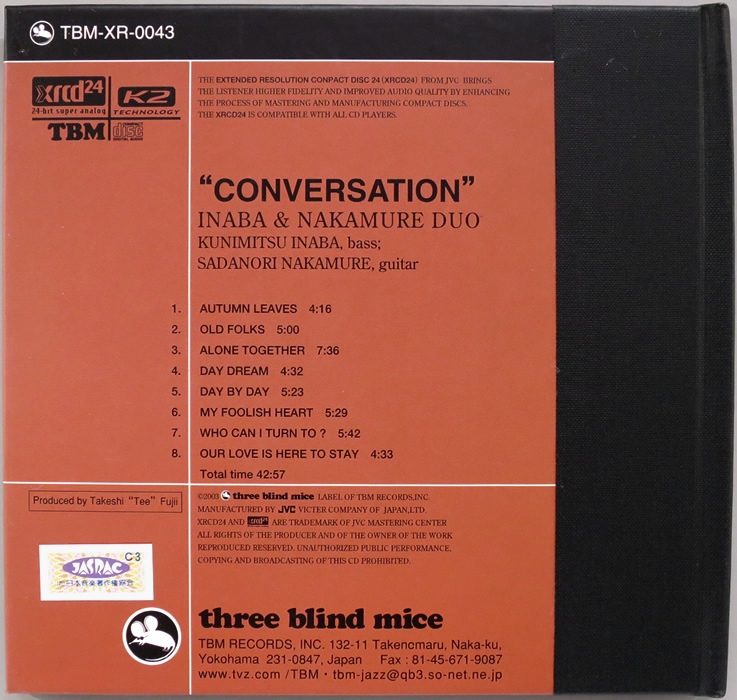 TBM-XR-0043
xrcd24
24-bit super analog
K2
TECHNOLOGY
TBM
COMPACT
disc
DIGITAL AUDIO
THE EXTENDED RESOLUTION COMPACT DISC 24 (XRCD24) FROM JVC BRINGS
THE LISTENER HIGHER FIDELITY AND IMPROVED AUDIO QUALITY BY ENHANCING
THE PROCESS OF MASTERING AND MANUFACTURING COMPACT DISCS.
THE XRCD24 IS COMPATIBLE WITH ALL CD PLAYERS.
“CONVERSATION”
INABA & NAKAMURE DUO
KUNIMITSU INABA, bass;
SADANORI NAKAMURE, guitar
1. AUTUMN LEAVES 4:16
2. OLD FOLKS 5:00
3. ALONE TOGETHER 7:36
4. DAY DREAM 4:32
5. DAY BY DAY 5:23
6. MY FOOLISH HEART 5:29
7. WHO CAN I TURN TO ? 5:42
8. OUR LOVE IS HERE TO STAY 4:33
Total time 42:57
Produced by Takeshi “Tee” Fujii
©2003 three blind mice LABEL OF TBM RECORDS,INC.
MANUFACTURED BY JVC VICTER COMPANY OF JAPAN,LTD.
XRCD24 AND xrcd24 ARE TRADEMARK OF JVC MASTERING CENTER
ALL RIGHTS OF THE PRODUCER AND OF THE OWNER OF THE WORK
REPRODUCED RESERVED. UNAUTHORIZED PUBLIC PERFORMANCE,
COPYING AND BROADCASTING OF THIS CD PROHIBITED.
C3
JASRAC
three blind mice
TBM RECORDS, INC. 132-11 Takencmaru, Naka-ku,
Yokohama 231-0847, Japan Fax : 81-45-671-9087
www.tvz.com /TBM · tbm-jazz@qb3.so-net.ne.jp